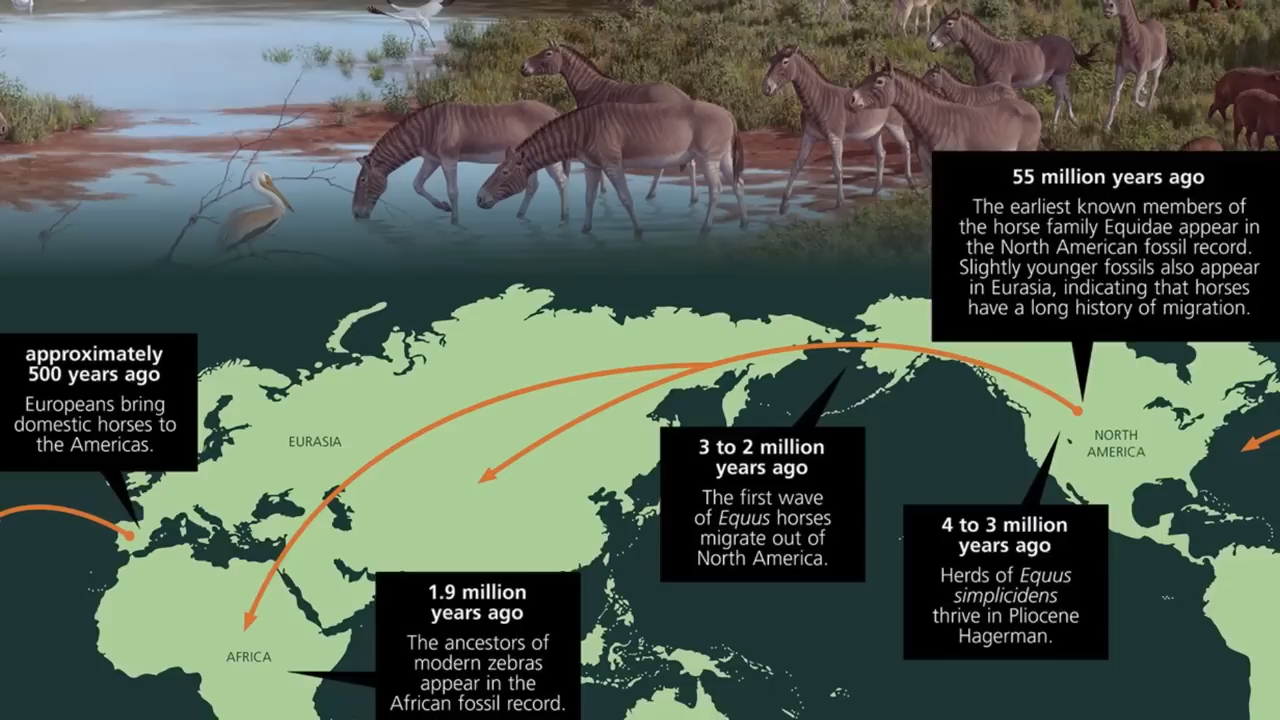 55 million years ago
The earliest known members of
the horse family Equidae appear in
the North American fossil record.
Slightly younger fossils also appear
in Eurasia, indicating that horses
have a long history of migration.
approximately
500 years ago
Europeans bring
domestic horses to
the Americas.
EURASIA
NORTH
AMERICA
3 to 2 million
years ago
The first wave
of Equus horses
migrate out of
North America.
4 to 3 million
years ago
Herds of Equus
simplicidens
thrive in Pliocene
Hagerman.
1.9 million
years ago
The ancestors of
modern zebras
appear in the
African fossil record.
AFRICA